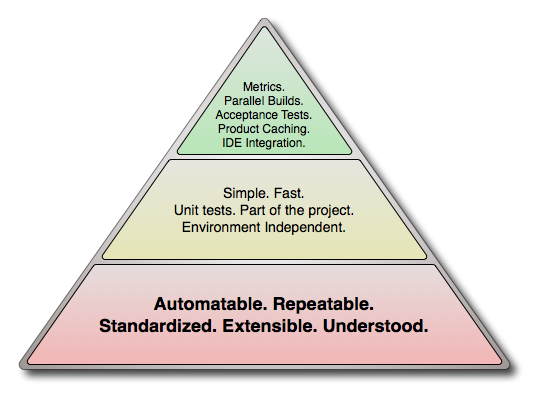 Metrics.
Parallel Builds.
Acceptance Tests.
Product Caching.
IDE Integration.
Simple. Fast.
Unit tests. Part of the project.
Environment Independent.
Automatable. Repeatable.
Standardized. Extensible. Understood.